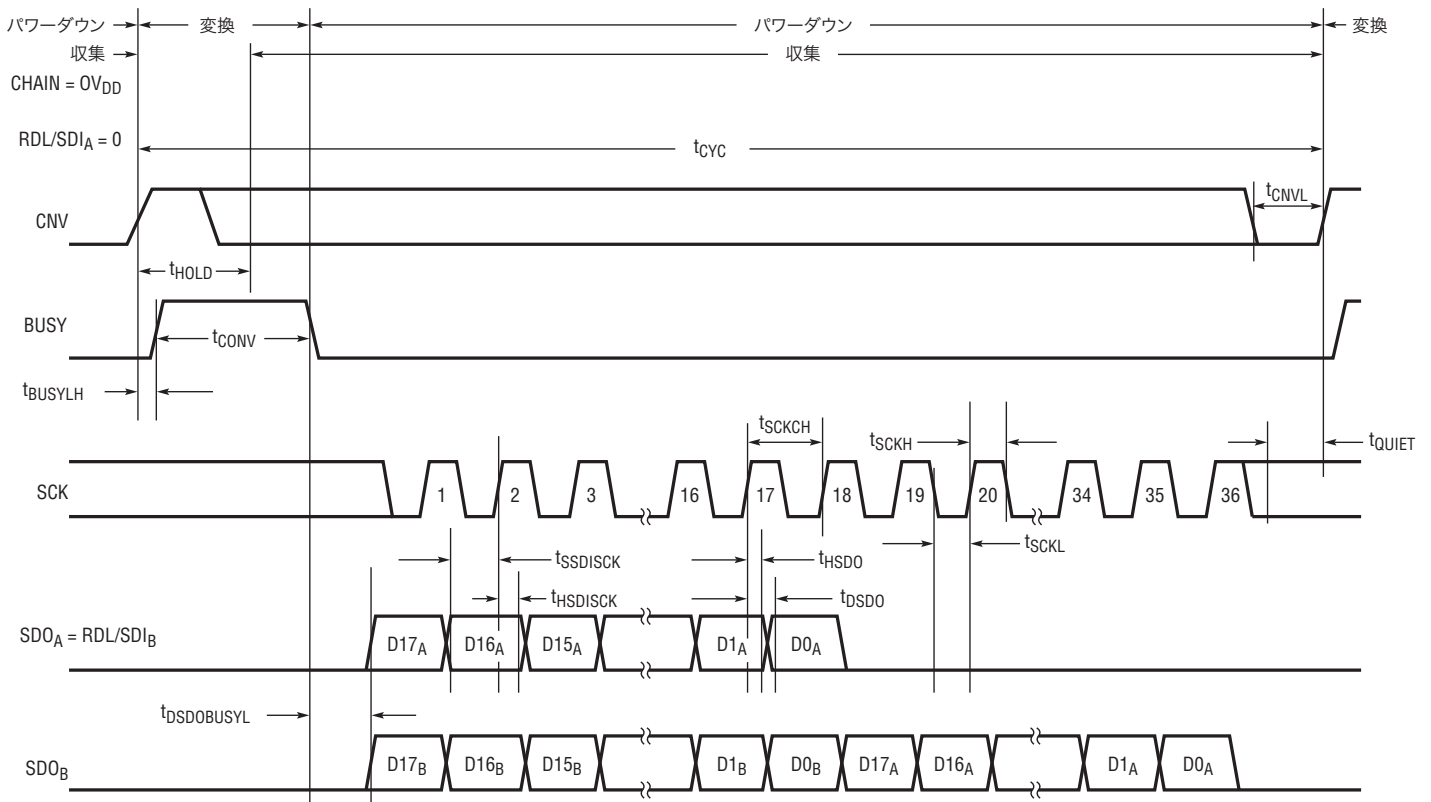 パワーダウン 変換 パワーダウン 変換
収集 収集
CHAIN = OVDD
RDL/SDIA = 0
tCYC
CNV
tCNVL
tHOLD
BUSY
tCONV
tBUSYLH
tSCKCH
tSCKH
tQUIET
SCK
1 2 3 16 17 18 19 20 34 35 36
tSCKL
tSSDISCK
tHSDO
tHSDISCK
tDSDO
SDOA = RDL/SDIB
D17A D16A D15A D1A D0A
tDSDOBUSYL
SDOB
D17B D16B D15B D1B D0B D17A D16A D1A D0A